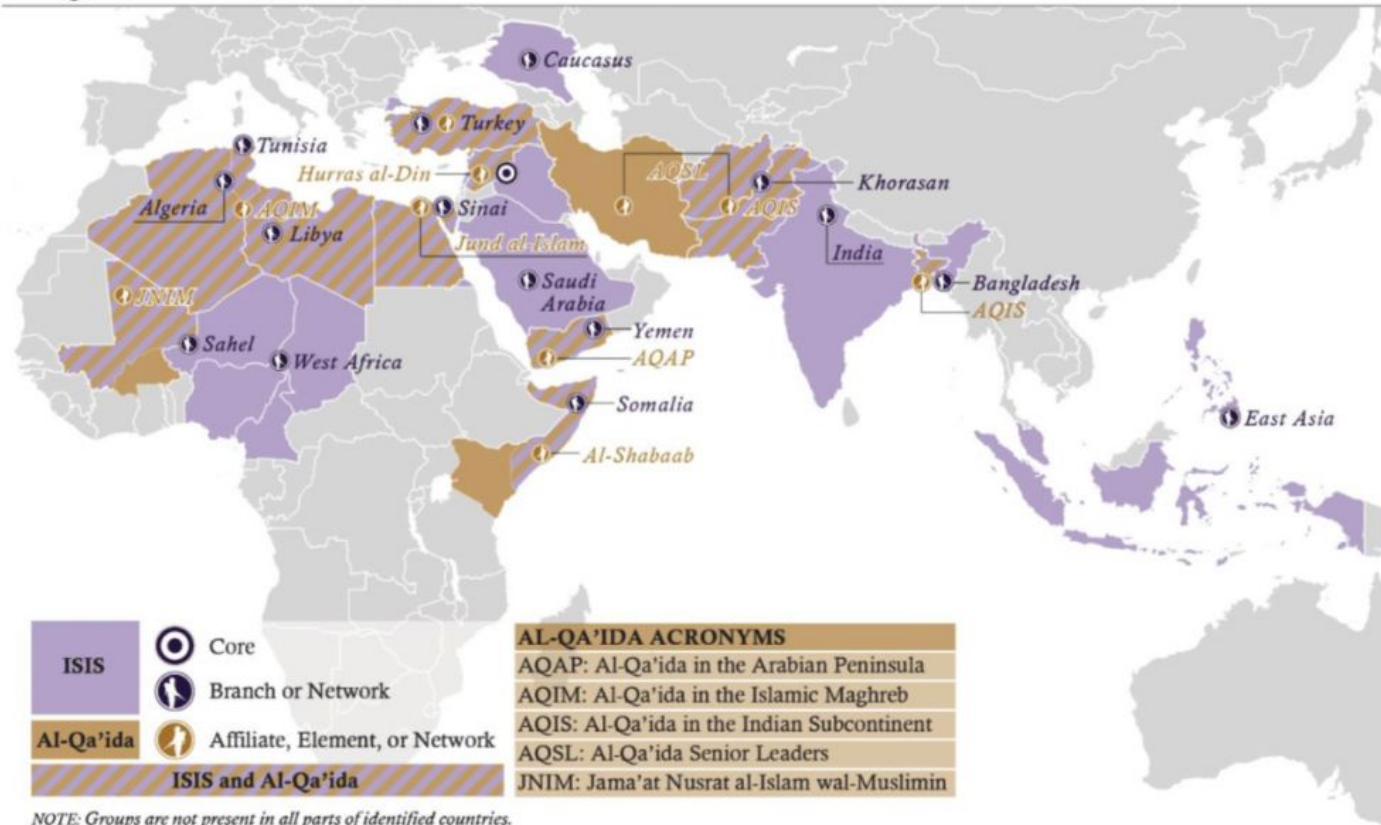 Caucasus
Turkey
Tunisia
Hurras al-Din
AQSL
Khorasan
Algeria
AQIM
Sinai
AQIS
Libya
Jund al-Islam
India
JNIM
Saudi
Arabia
Bangladesh
AQIS
Yemen
Sahel
West Africa
AQAP
Somalia
East Asia
Al-Shabaab
ISIS
Core
Branch or Network
Al-Qa'ida
Affiliate, Element, or Network
ISIS and Al-Qa'ida
AL-QA'IDA ACRONYMS
AQAP: Al-Qa'ida in the Arabian Peninsula
AQIM: Al-Qa'ida in the Islamic Maghreb
AQIS: Al-Qa'ida in the Indian Subcontinent
AQSL: Al-Qa'ida Senior Leaders
JNIM: Jama'at Nusrat al-Islam wal-Muslimin
NOTE: Groups are not present in all parts of identified countries.